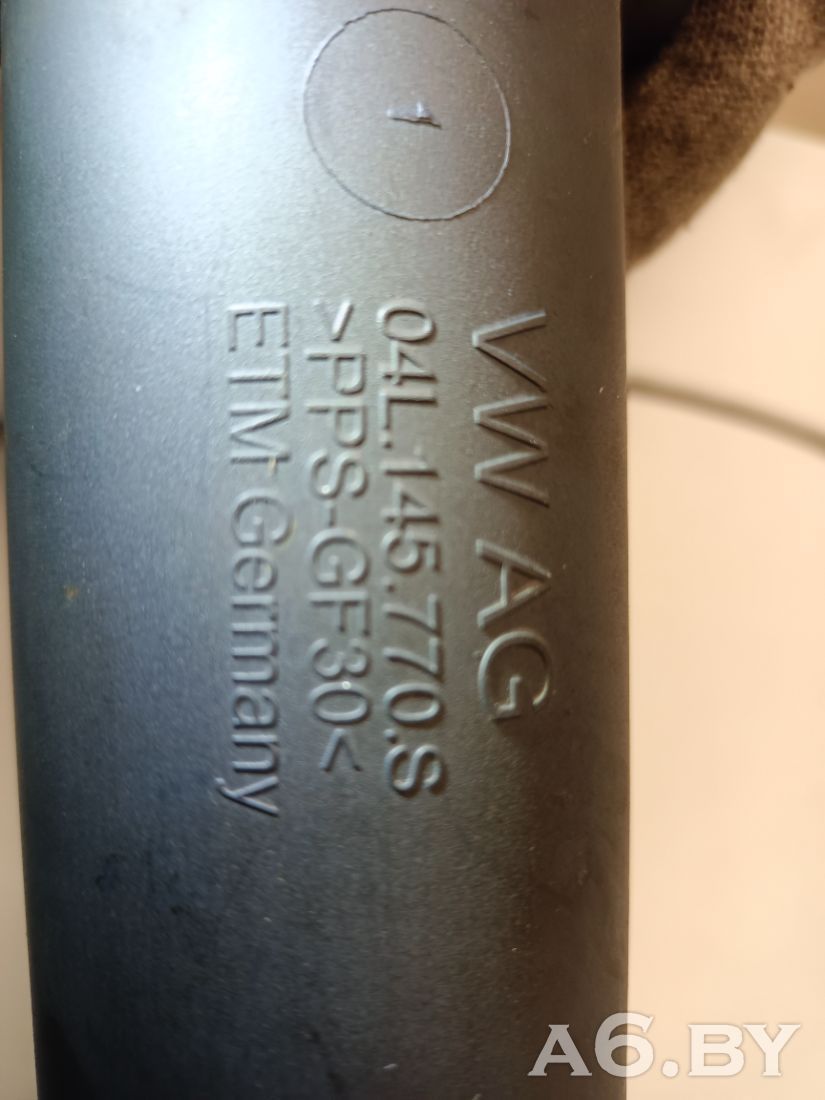 VW AG
04L.145.770.S
>PPS-GF30<
ETM Germany
A6.BY